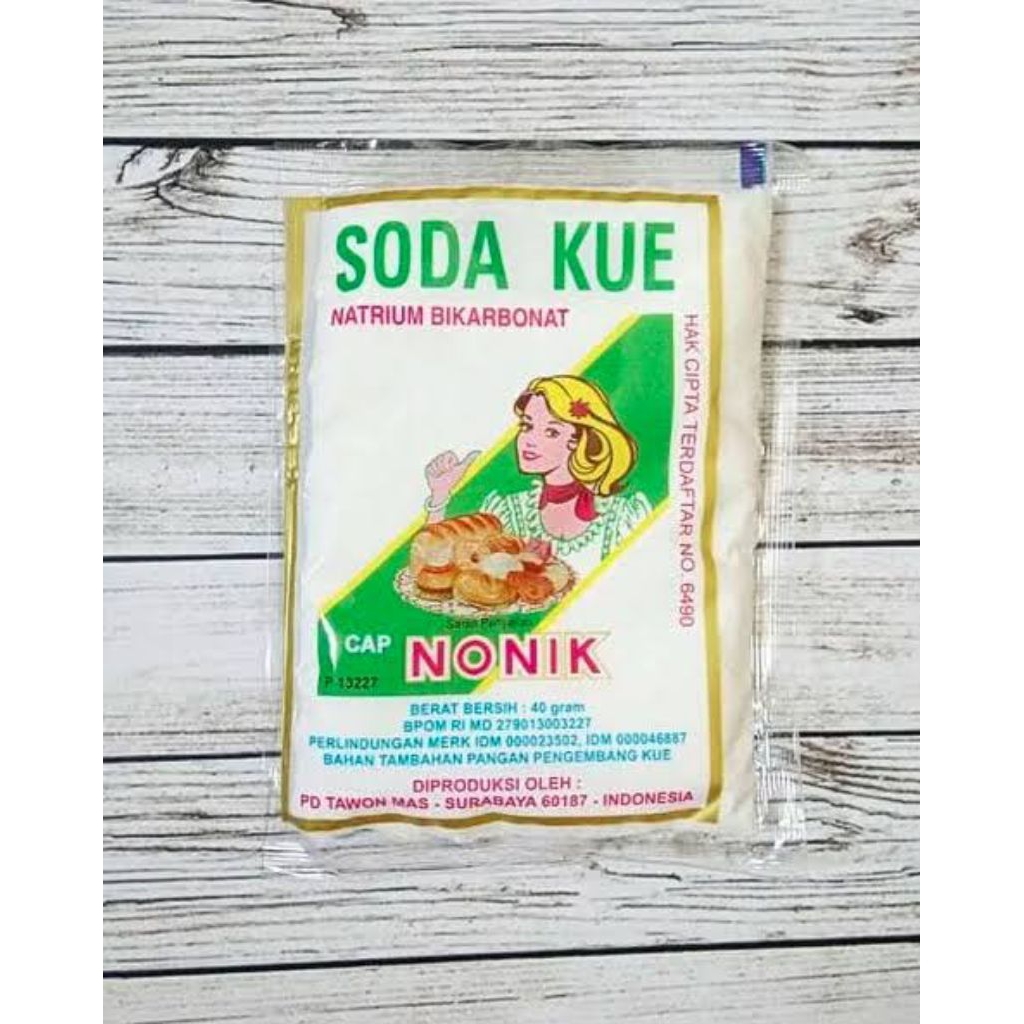 SODA KUE
NATRIUM BIKARBONAT
HAK CIPTA TERDAFTAR NO. 6490
Saran Penyajian
CAP NONIK
P 13227
BERAT BERSIH : 40 gram
BPOM RI MD 279013003227
PERLINDUNGAN MERK IDM 000023502, IDM 000046887
BAHAN TAMBAHAN PANGAN PENGEMBANG KUE
DIPRODUKSI OLEH :
PD TAWON MAS - SURABAYA 60187 - INDONESIA